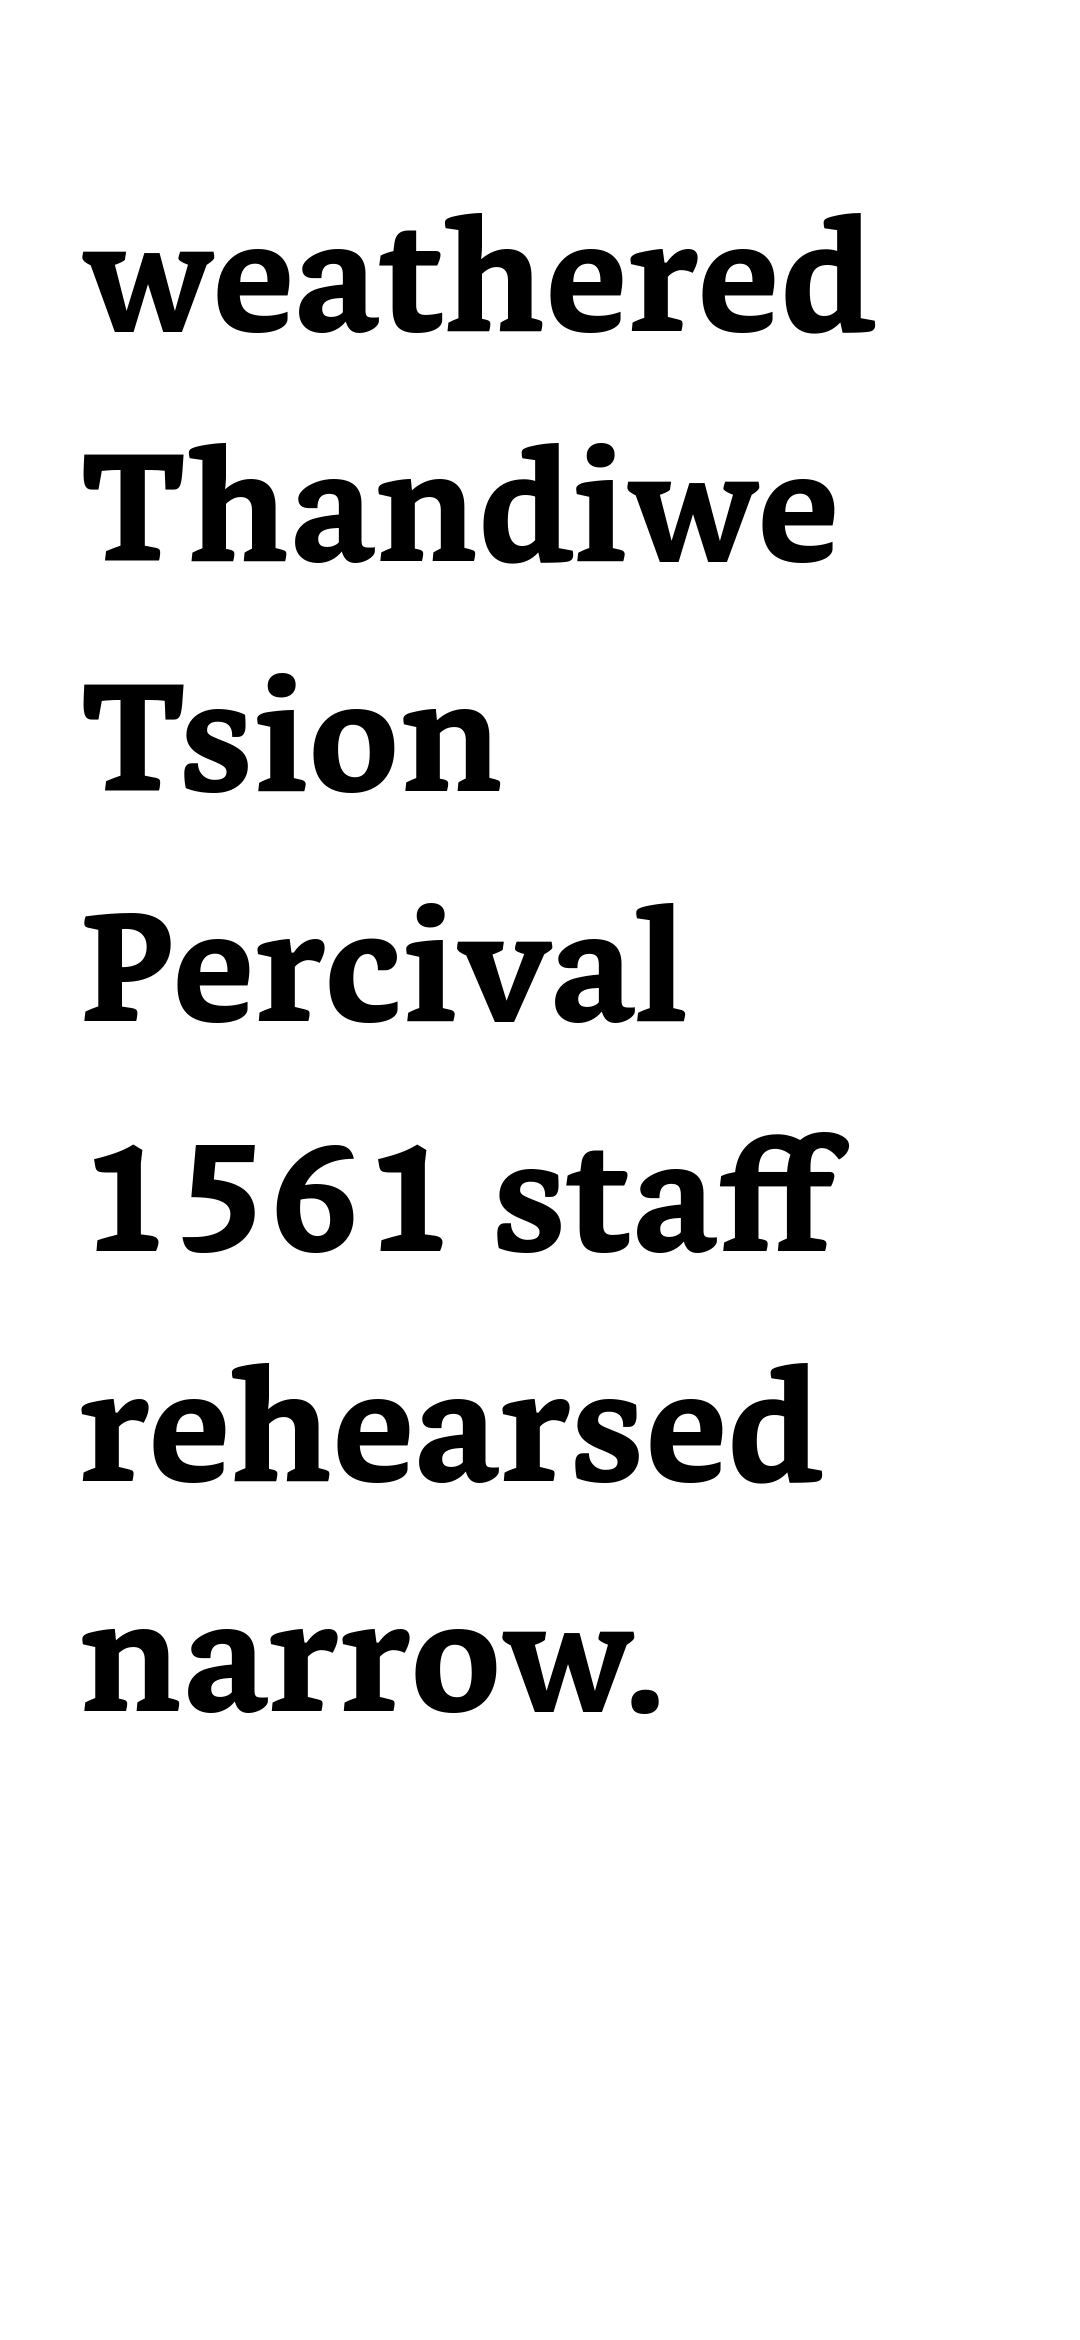 weathered
Thandiwe
Tsion
Percival
1561 staff
rehearsed
narrow.